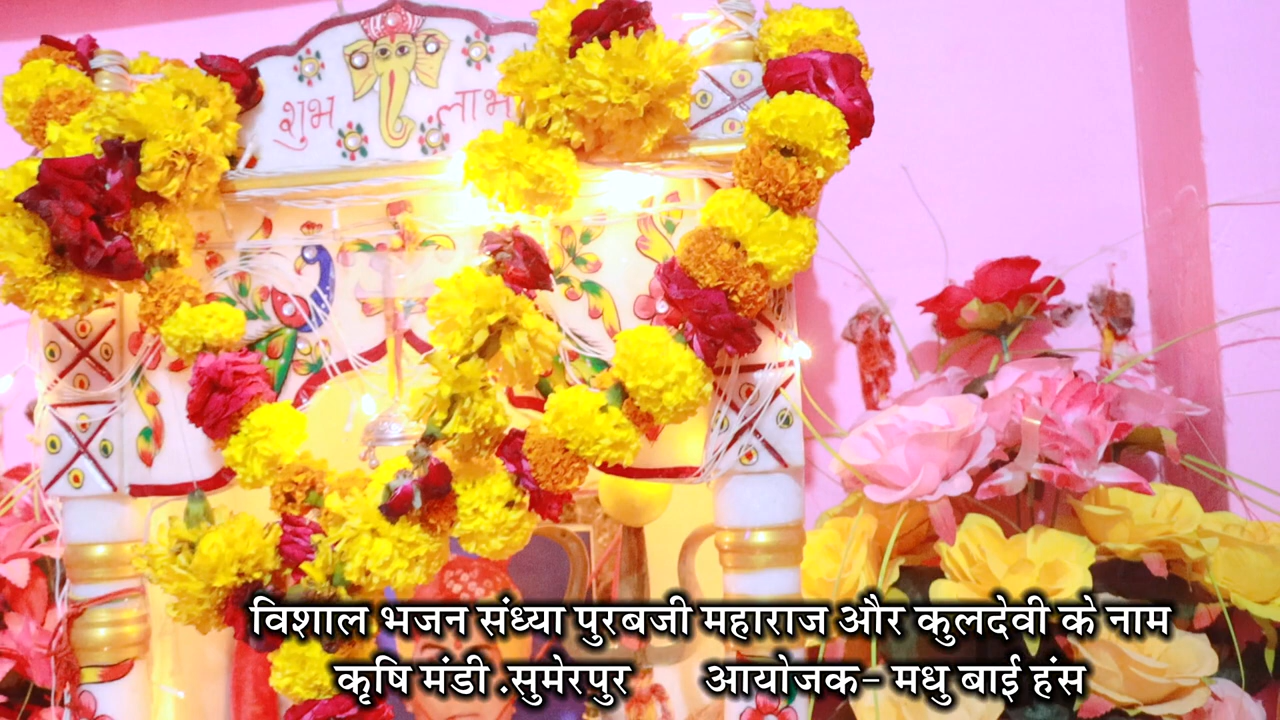 शुभ लाभ
विशाल भजन संध्या पुरबजी महाराज और कुलदेवी के नाम
कृषि मंडी .सुमेरपुर आयोजक- मधु बाई हंस